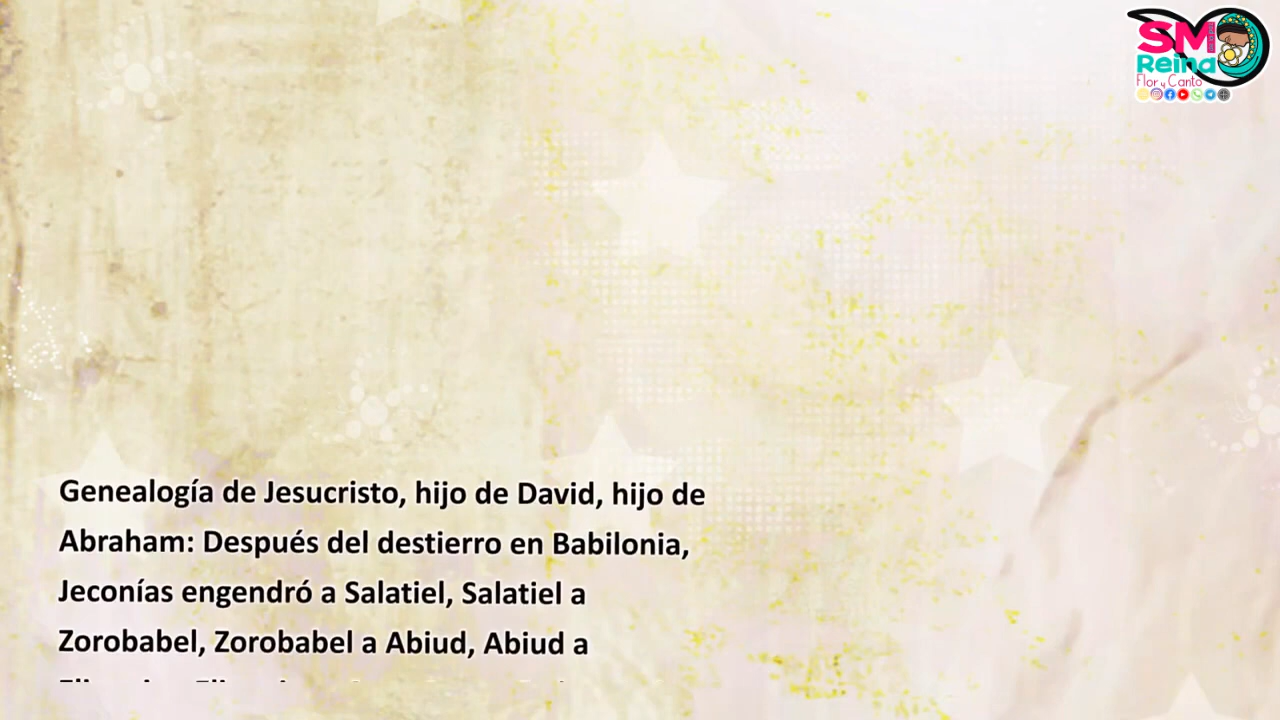 SM
Reina
Flor y Canto
Genealogía de Jesucristo, hijo de David, hijo de
Abraham: Después del destierro en Babilonia,
Jeconías engendró a Salatiel, Salatiel a
Zorobabel, Zorobabel a Abiud, Abiud a